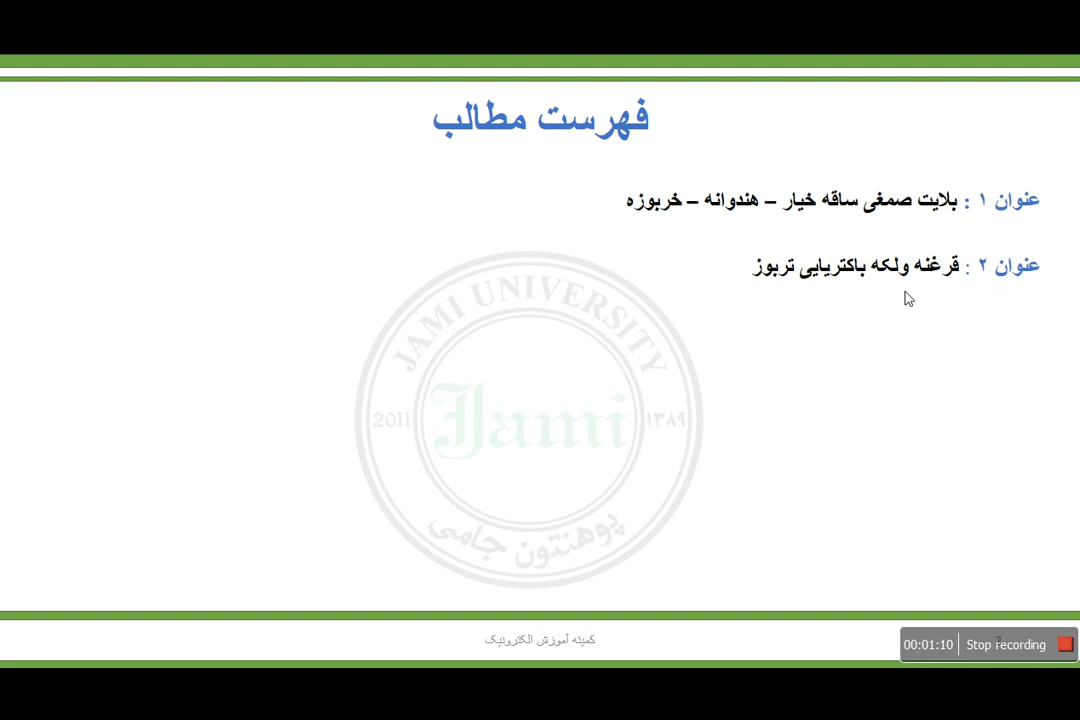 فهرست مطالب
عنوان ۱ : بلایت صمغی ساقه خیار – هندوانه – خربوزه
عنوان ۲ : قرغنه ولکه باکتریایی تربوز
JAMI UNIVERSITY
2011 Jami ۱۳۸۹
پوهنتون جامی
کمیته آموزش الکترونیک
00:01:10 Stop recording